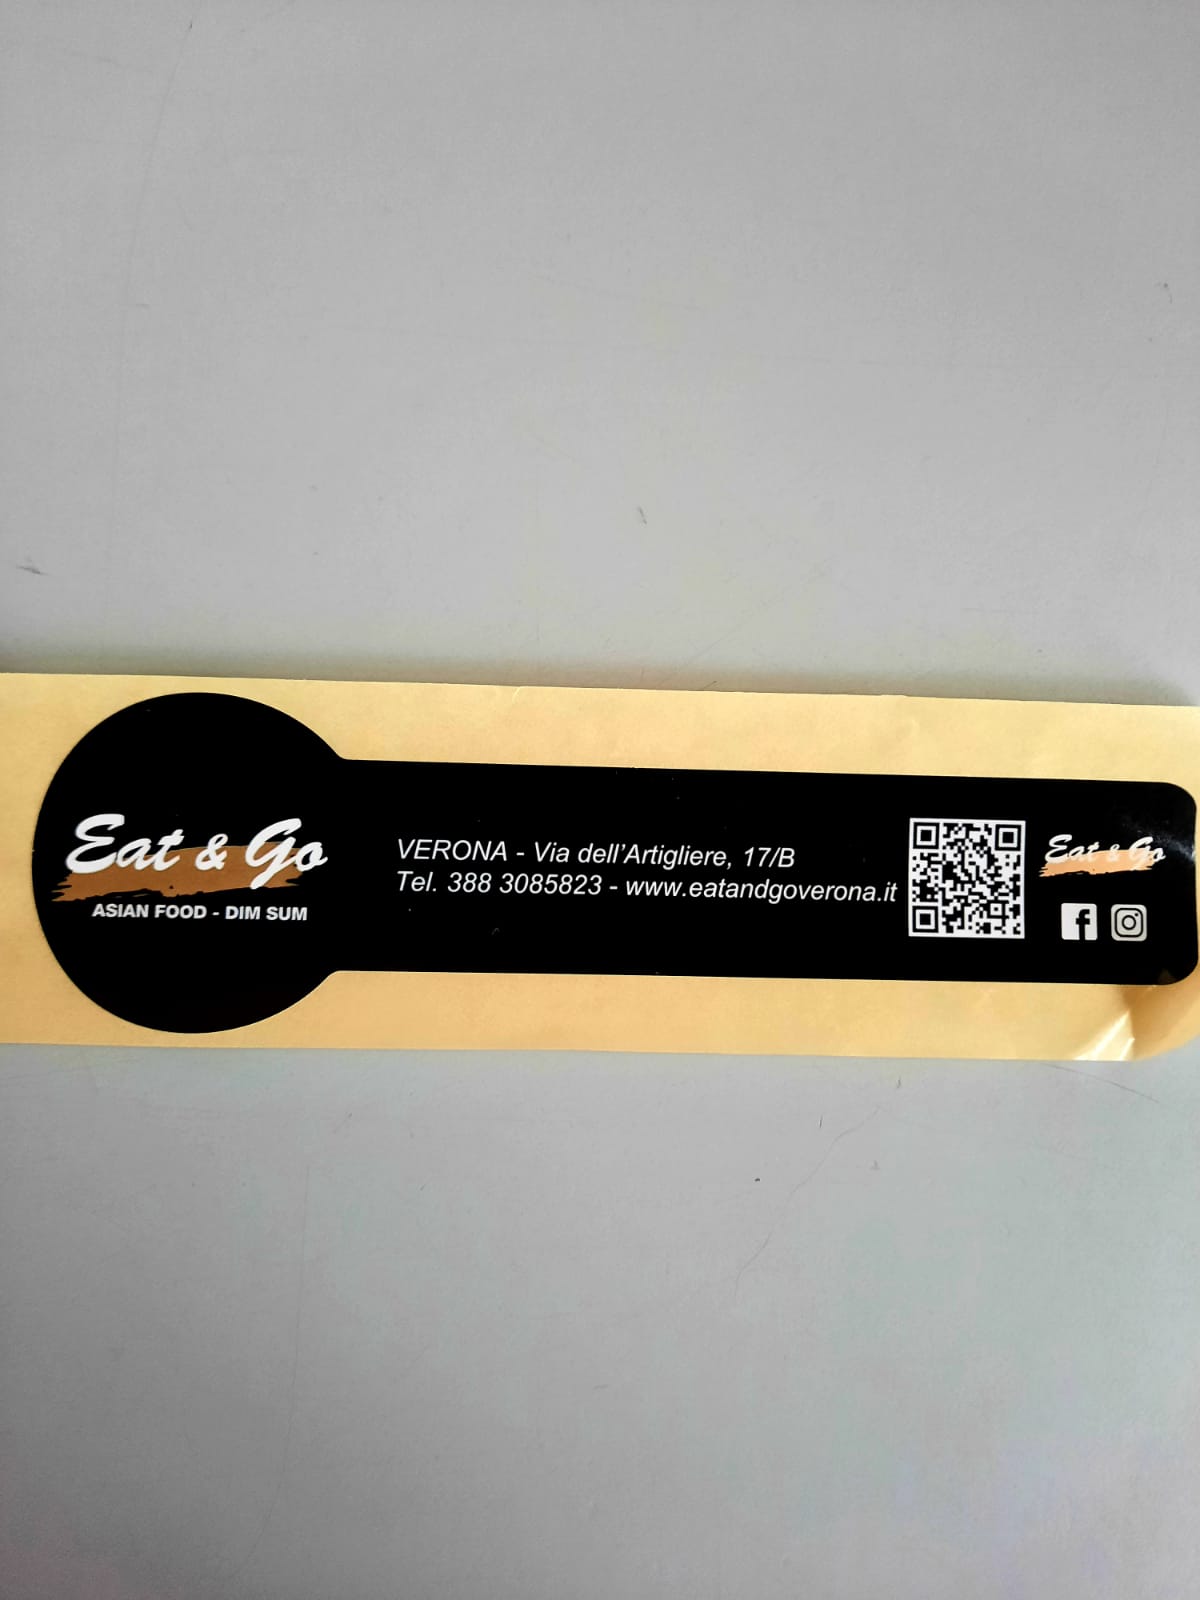 Eat & Go
ASIAN FOOD - DIM SUM
VERONA - Via dell'Artigliere, 17/B
Tel. 388 3085823 - www.eatandgoverona.it
Eat & Go